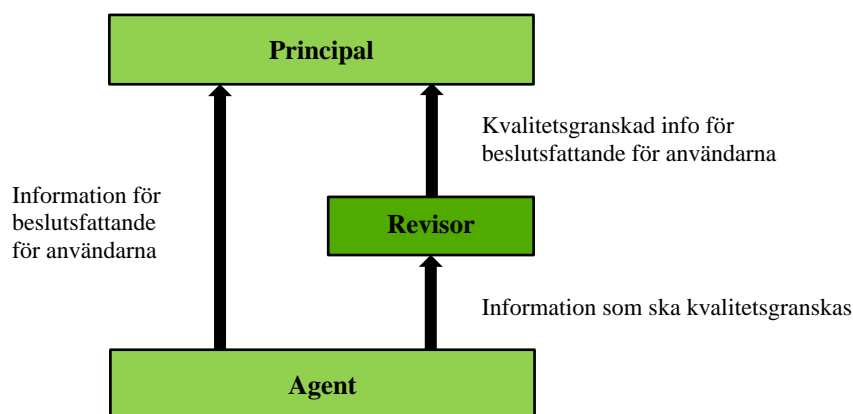 Principal
Kvalitetsgranskad info för
beslutsfattande för användarna
Information för
beslutsfattande
för användarna
Revisor
Information som ska kvalitetsgranskas
Agent